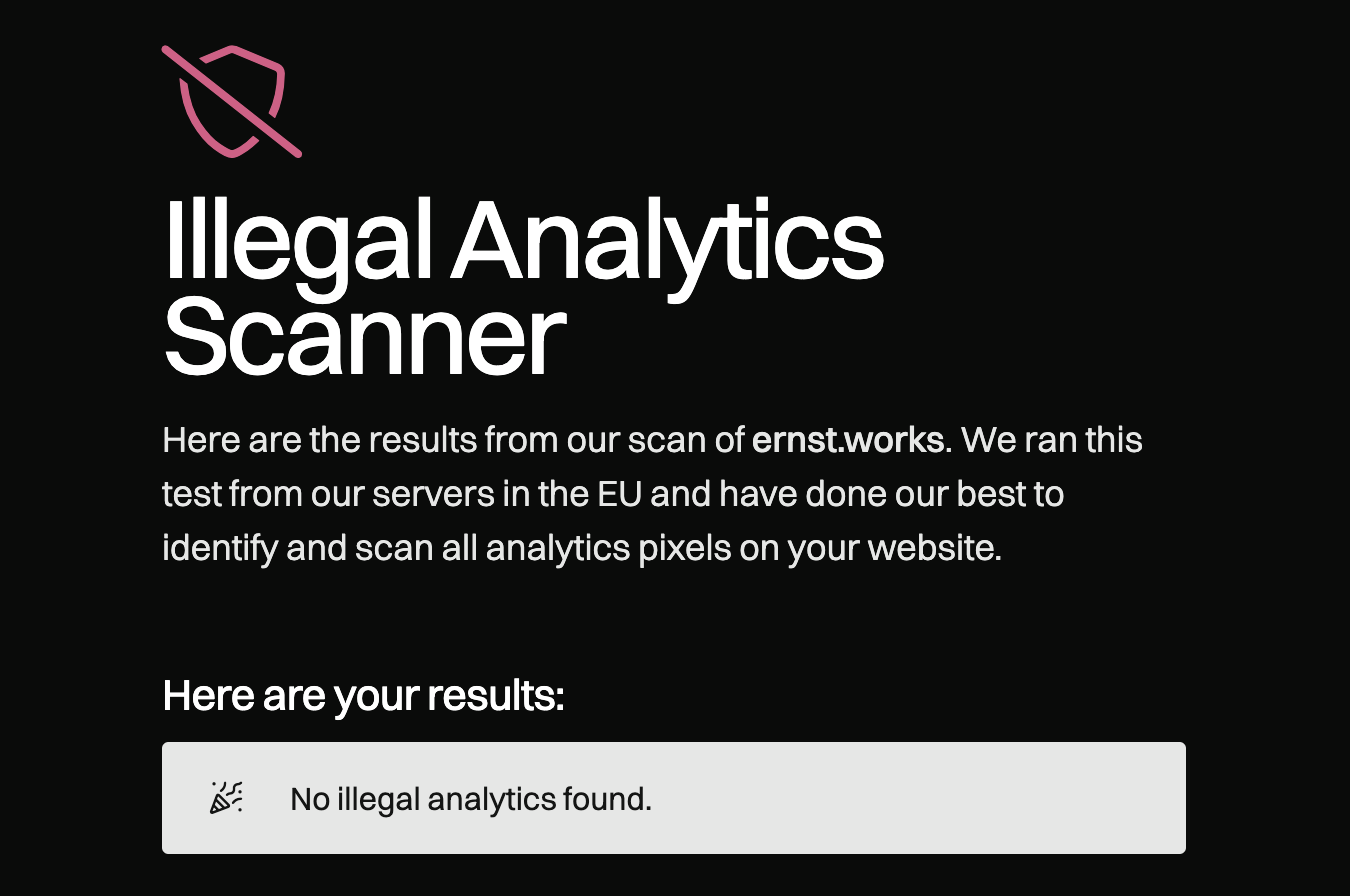 Illegal Analytics
Scanner
Here are the results from our scan of ernst.works. We ran this
test from our servers in the EU and have done our best to
identify and scan all analytics pixels on your website.
Here are your results:
No illegal analytics found.